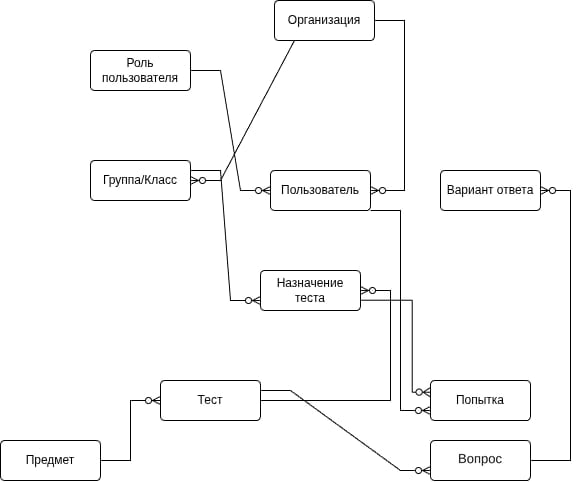 Организация
Роль
пользователя
Группа/Класс
Пользователь
Вариант ответа
Назначение
теста
Тест
Попытка
Предмет
Вопрос